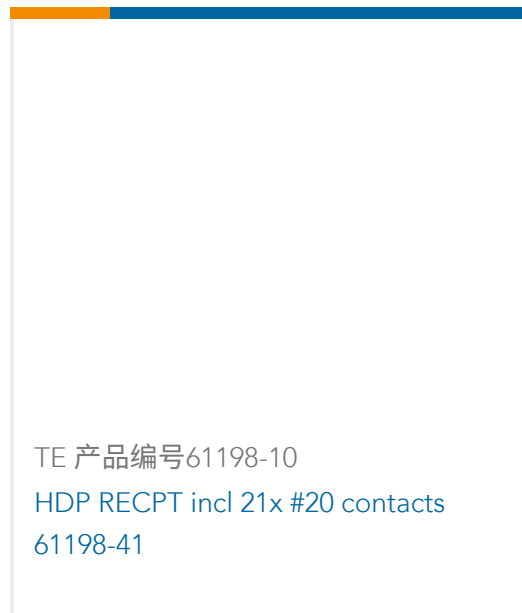 TE 产品编号61198-10
HDP RECPT incl 21x #20 contacts
61198-41